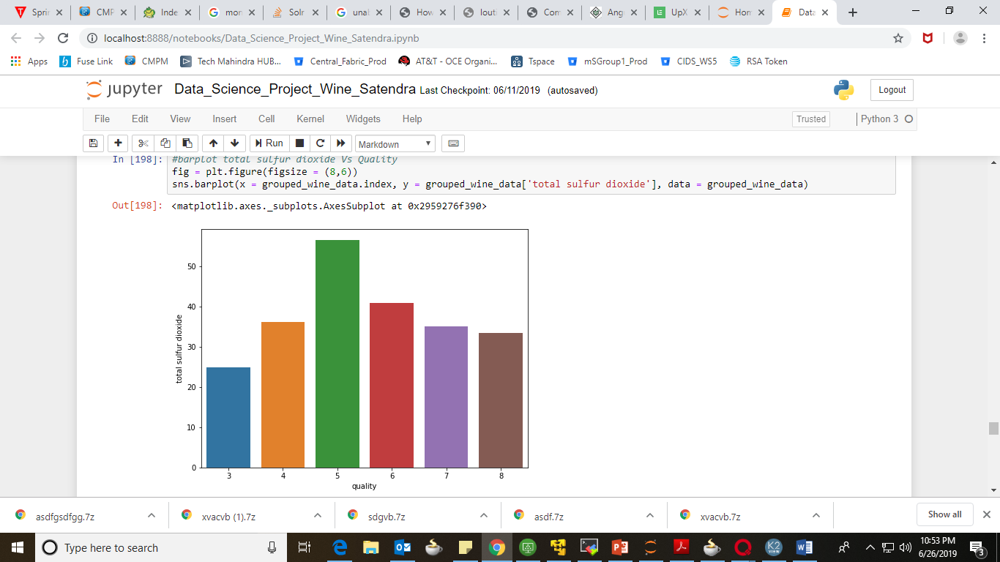 Sprin
CMP
Inde
mon
Solr
unab
How
lout
Com
Ang
UpX
Hom
Data
localhost:8888/notebooks/Data_Science_Project_Wine_Satendra.ipynb
Apps
Fuse Link
CMPM
Tech Mahindra HUB...
Central_Fabric_Prod
AT&T - OCE Organi...
Tspace
mSGroup1_Prod
CIDS_WS5
RSA Token
jupyter Data_Science_Project_Wine_Satendra Last Checkpoint: 06/11/2019 (autosaved)
Logout
File Edit View Insert Cell Kernel Widgets Help
Trusted
Python 3
Run
Markdown
In [198]: #barplot total sulfur dioxide Vs Quality
fig = plt.figure(figsize = (8,6))
sns.barplot(x = grouped_wine_data.index, y = grouped_wine_data['total sulfur dioxide'], data = grouped_wine_data)
Out[198]: <matplotlib.axes._subplots.AxesSubplot at 0x2959276f390>
50
40
30
20
10
0
total sulfur dioxide
3 4 5 6 7 8
quality
asdfgsdfgg.7z
xvacvb (1).7z
sdgvb.7z
asdf.7z
xvacvb.7z
Show all
Type here to search
10:53 PM
6/26/2019
3